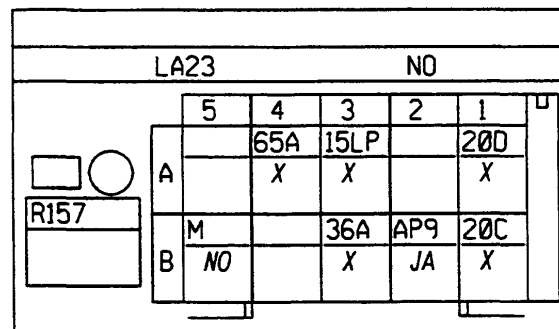 LA23 NO
5 4 3 2 1
65A 15LP 20D
A X X X
R157
M 36A AP9 20C
B NO X JA X